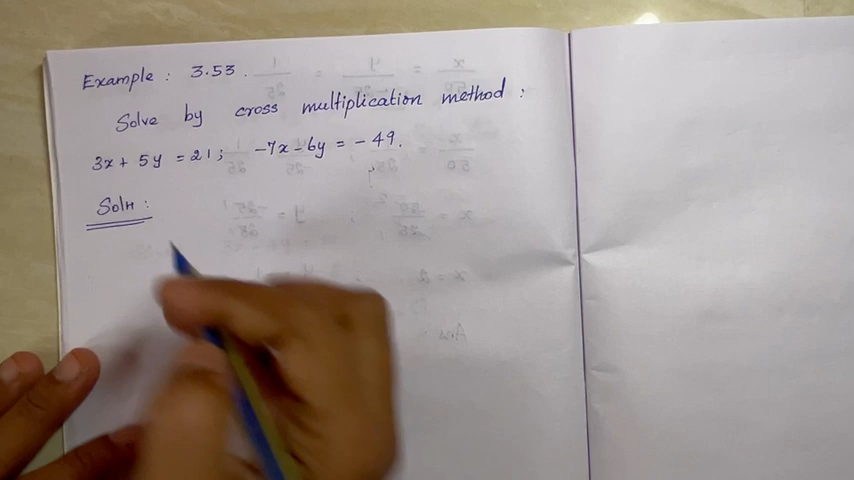 Example : 3.53.
Solve by cross multiplication method :
3x + 5y = 21; -7x - 6y = -49.
Soln :